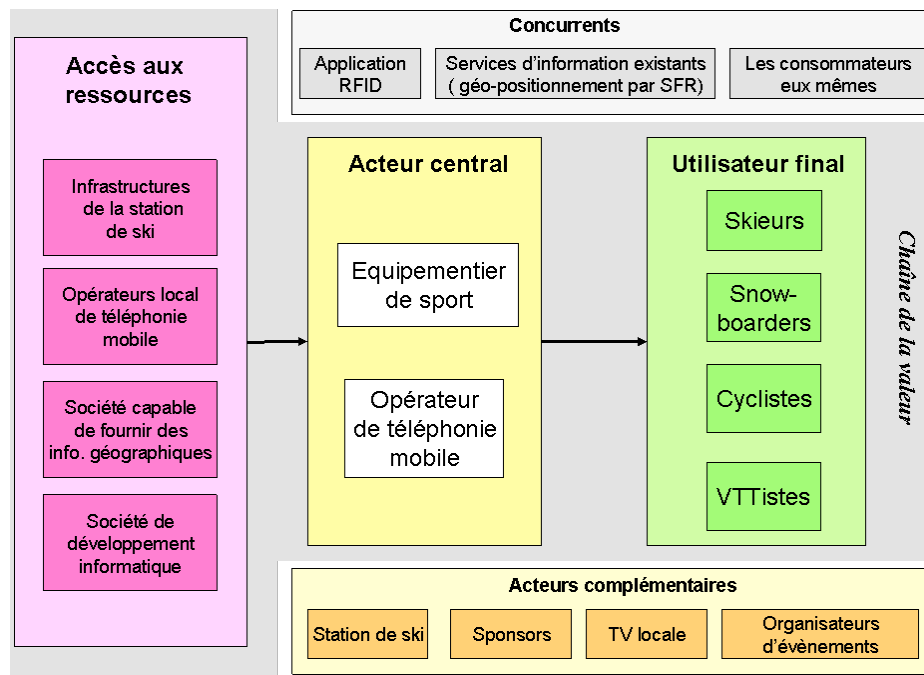 Concurrents
Application
RFID
Services d'information existants
( géo-positionnement par SFR)
Les consommateurs
eux mêmes
Accès aux
ressources
Infrastructures
de la station
de ski
Opérateurs local
de téléphonie
mobile
Société capable
de fournir des
info. géographiques
Société de
développement
informatique
Acteur central
Equipementier
de sport
Opérateur
de téléphonie
mobile
Utilisateur final
Skieurs
Snow-
boarders
Cyclistes
VTTistes
Chaîne de la valeur
Acteurs complémentaires
Station de ski
Sponsors
TV locale
Organisateurs
d'évènements